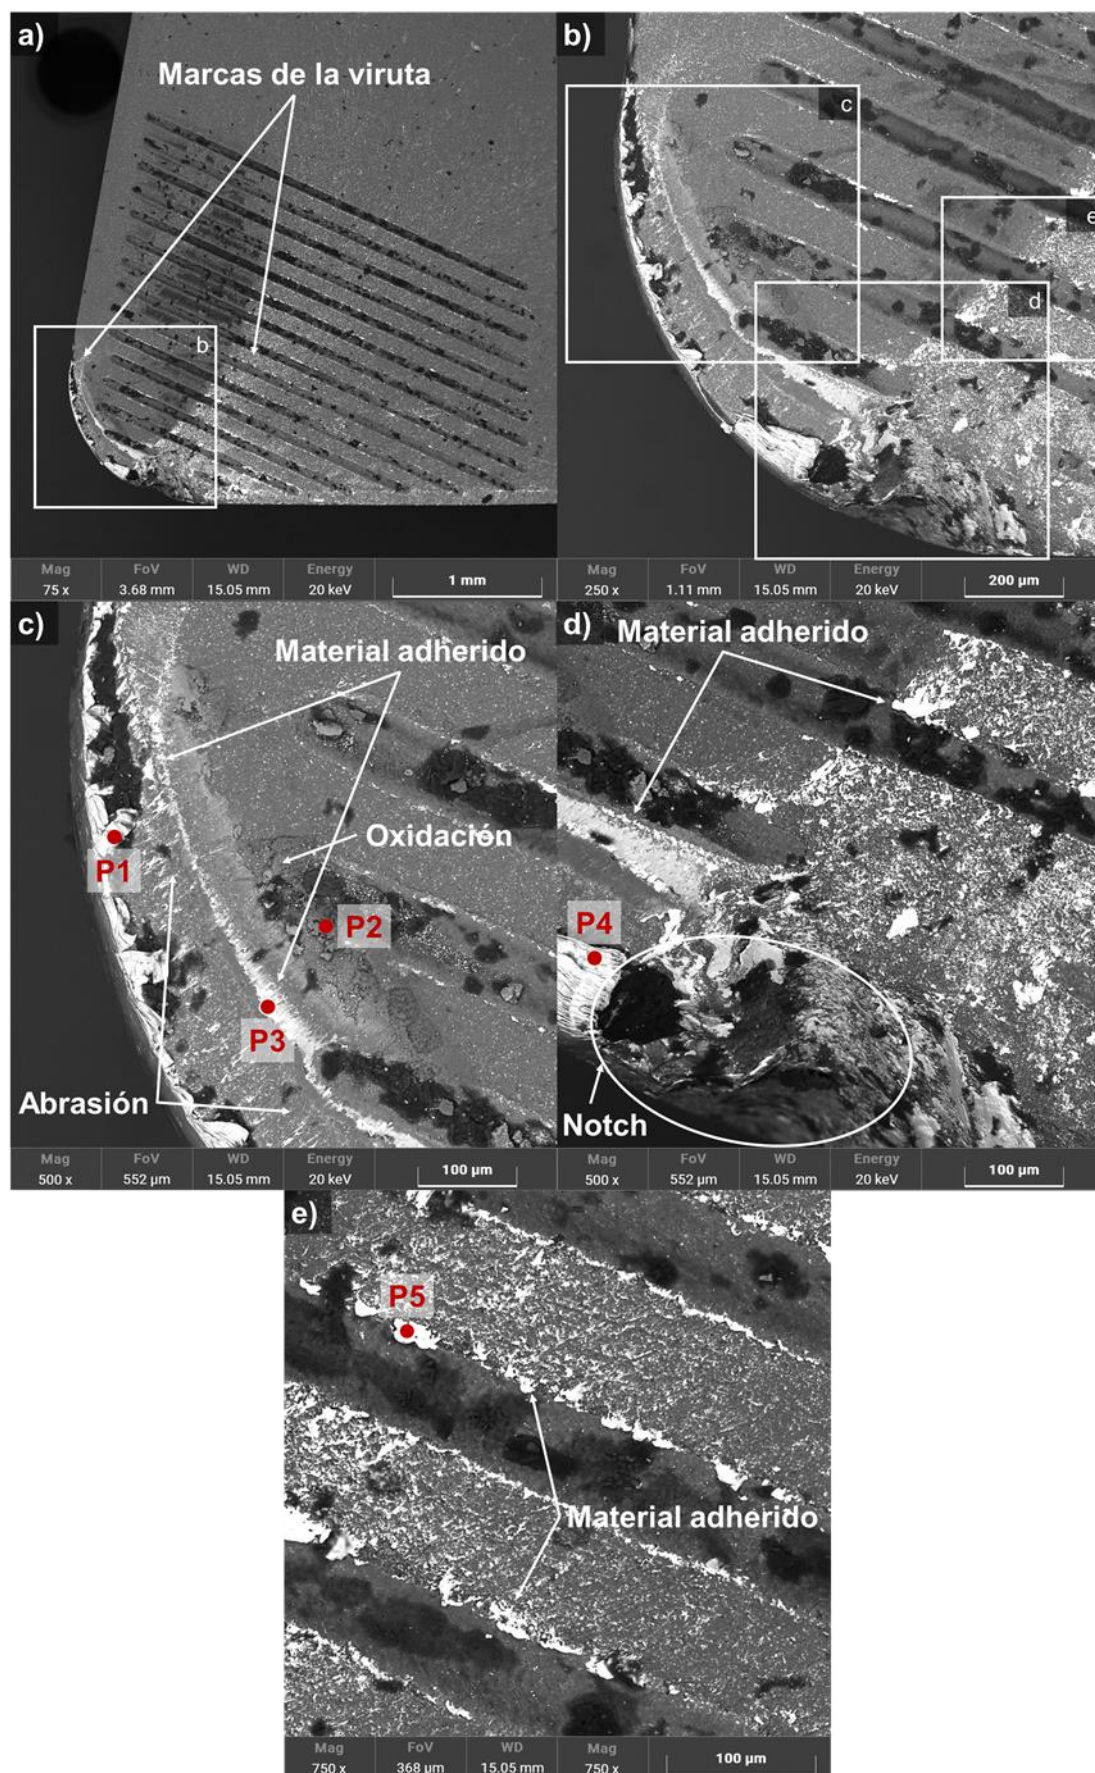 a)
Marcas de la viruta
b
Mag
FoV
WD
Energy
75 x
3.68 mm
15.05 mm
20 keV
1 mm
b)
c
e
d
Mag
FoV
WD
Energy
250 x
1.11 mm
15.05 mm
20 keV
200 µm
c)
Material adherido
Oxidación
P1
P2
P3
Abrasión
Mag
FoV
WD
Energy
500 x
552 µm
15.05 mm
20 keV
100 µm
d)
Material adherido
P4
Notch
Mag
FoV
WD
Energy
500 x
552 µm
15.05 mm
20 keV
100 µm
e)
P5
Material adherido
Mag
FoV
WD
Mag
750 x
368 µm
15.05 mm
750 x
100 µm